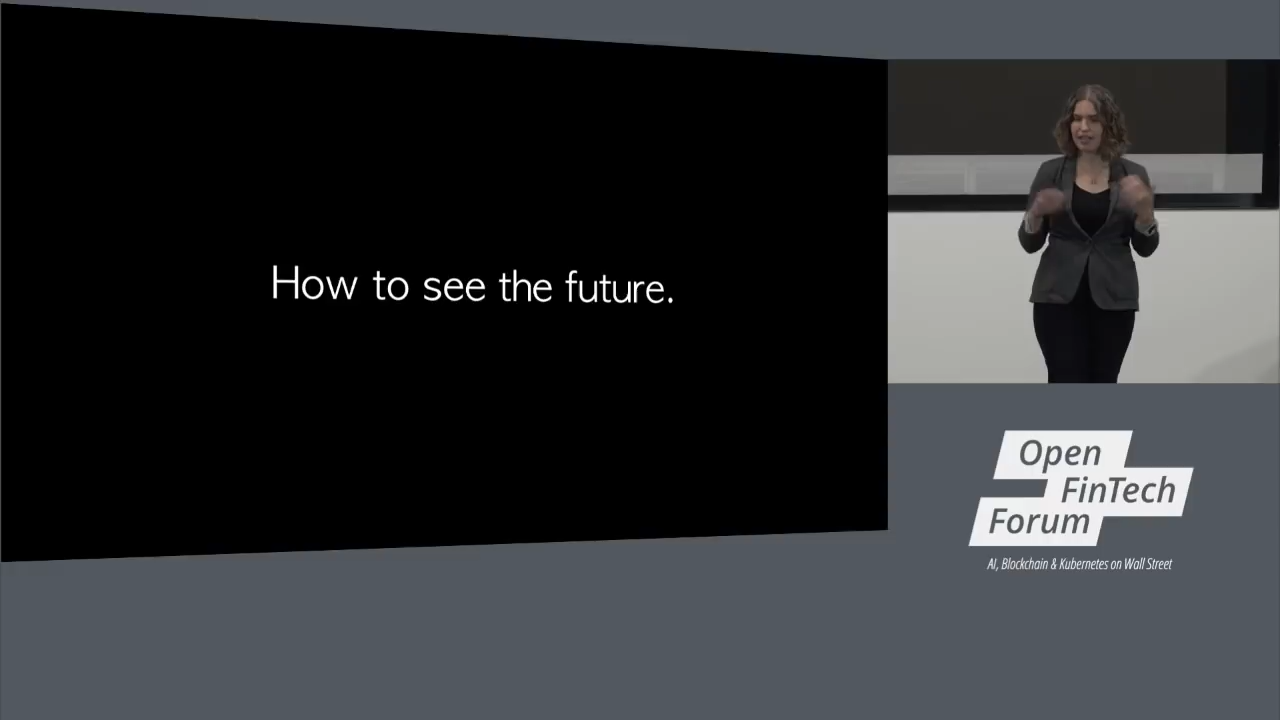 How to see the future.
Open
FinTech
Forum
AI, Blockchain & Kubernetes on Wall Street